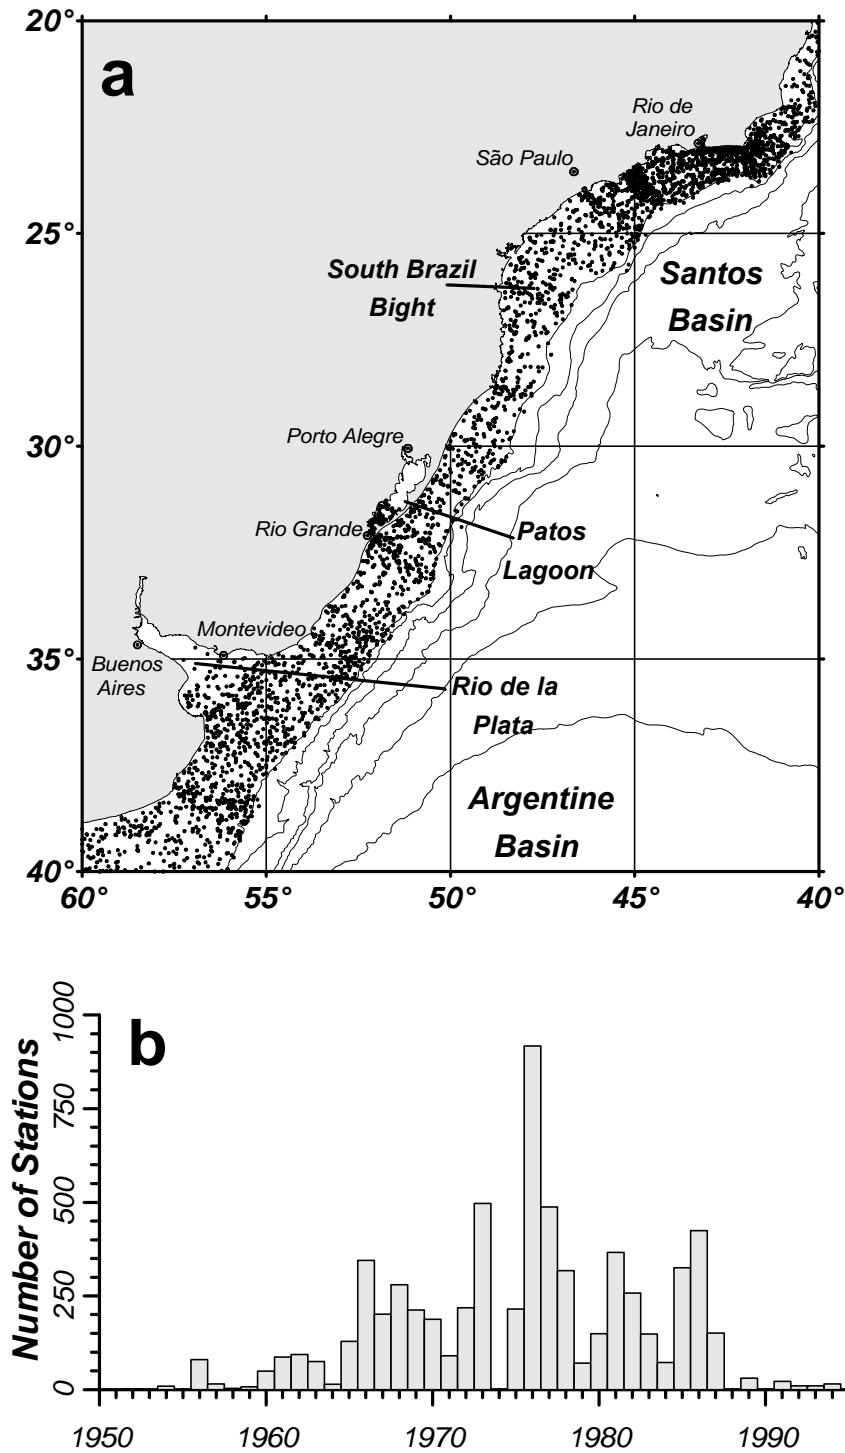 20°
a
Rio de
Janeiro
São Paulo
25°
South Brazil
Bight
Santos
Basin
Porto Alegre
30°
Rio Grande
Patos
Lagoon
Montevideo
35°
Buenos
Aires
Rio de la
Plata
Argentine
Basin
40°
60° 55° 50° 45° 40°
b
Number of Stations
1000
750
500
250
0
1950 1960 1970 1980 1990